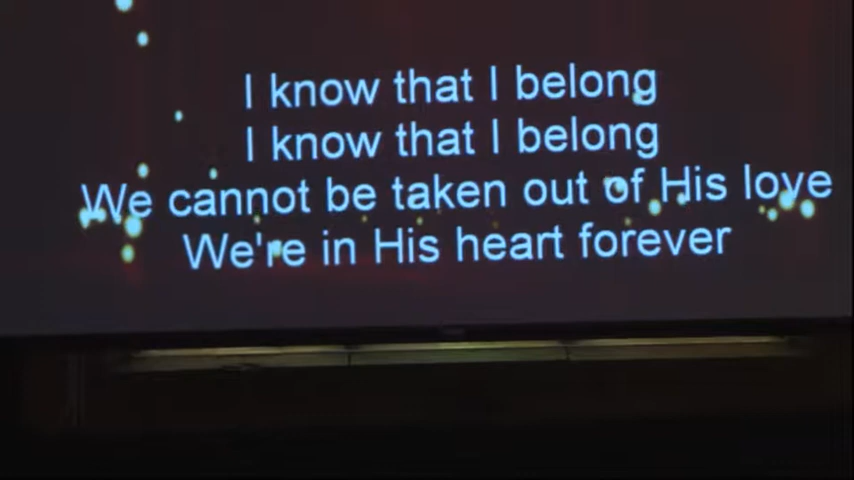 I know that I belong
I know that I belong
We cannot be taken out of His love
We're in His heart forever